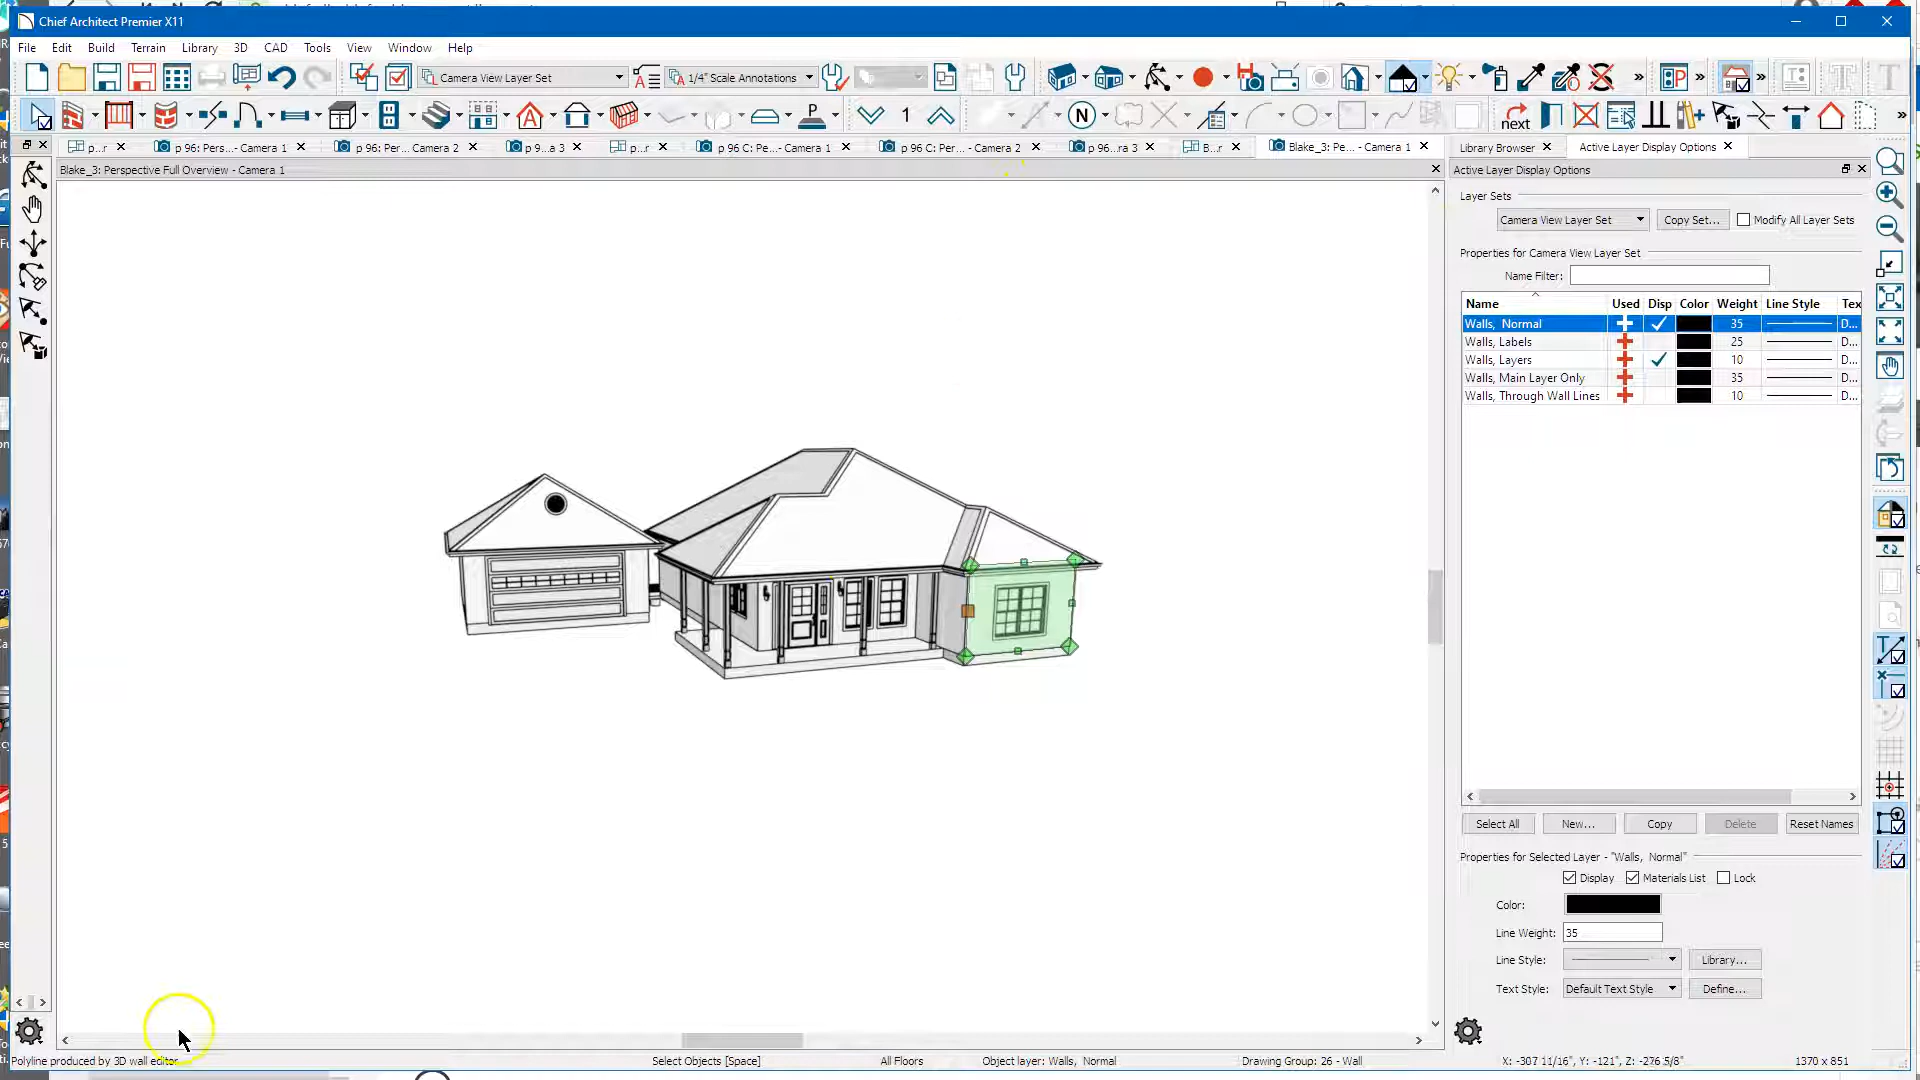 Chief Architect Premier X11
File Edit Build Terrain Library 3D CAD Tools View Window Help
Camera View Layer Set
1/4" Scale Annotations
1
N
P
next
p...r
p 96: Pers...- Camera 1
p 96: Per... Camera 2
p 9...a 3
p...r
p 96 C: Pe...- Camera 1
p 96 C: Pe... - Camera 2
p 96...ra 3
B...r
Blake_3: Pe... - Camera 1
Library Browser
Active Layer Display Options
Blake_3: Perspective Full Overview - Camera 1
Active Layer Display Options
Layer Sets
Camera View Layer Set
Copy Set...
Modify All Layer Sets
Properties for Camera View Layer Set
Name Filter:
Name Used Disp Color Weight Line Style Tex
Walls, Normal 35 D...
Walls, Labels 25 D...
Walls, Layers 10 D...
Walls, Main Layer Only 35 D...
Walls, Through Wall Lines 10 D...
Select All New... Copy Delete Reset Names
Properties for Selected Layer - "Walls, Normal"
Display Materials List Lock
Color:
Line Weight: 35
Line Style: Library...
Text Style: Default Text Style Define...
Polyline produced by 3D wall editor
Select Objects [Space]
All Floors
Object layer: Walls, Normal
Drawing Group: 26 - Wall
X: -307 11/16", Y: -121", Z: -276 5/8"
1370 x 851